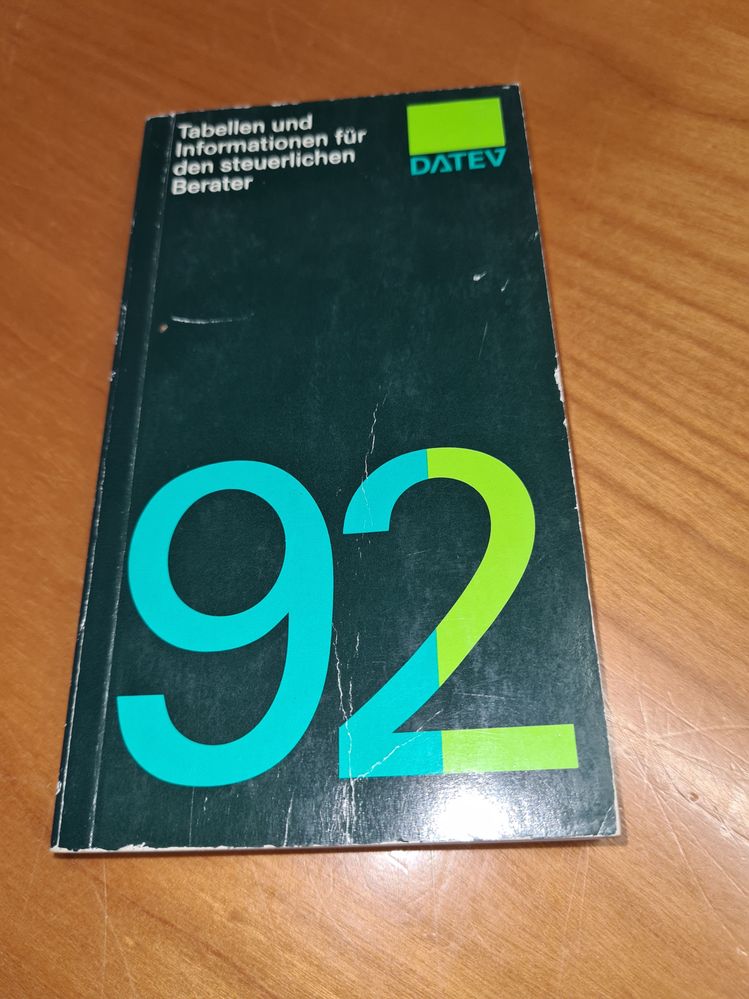 Tabellen und
Informationen für
den steuerlichen
Berater
DATEV
92